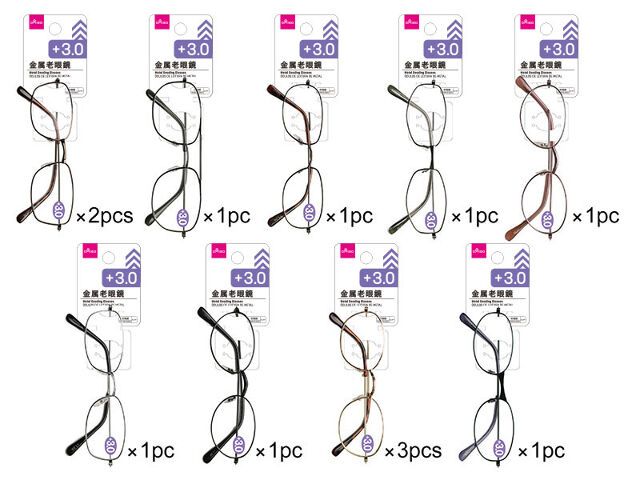 DAISO DAISO DAISO DAISO DAISO
+3.0 +3.0 +3.0 +3.0 +3.0
金属老眼鏡 金属老眼鏡 金属老眼鏡 金属老眼鏡 金属老眼鏡
Metal Reading Glasses Metal Reading Glasses Metal Reading Glasses Metal Reading Glasses Metal Reading Glasses
3.0 3.0 3.0 3.0 3.0
×2pcs ×1pc ×1pc ×1pc ×1pc
DAISO DAISO DAISO DAISO
+3.0 +3.0 +3.0 +3.0
金属老眼鏡 金属老眼鏡 金属老眼鏡 金属老眼鏡
Metal Reading Glasses Metal Reading Glasses Metal Reading Glasses Metal Reading Glasses
3.0 3.0 3.0 3.0
×1pc ×1pc ×3pcs ×1pc